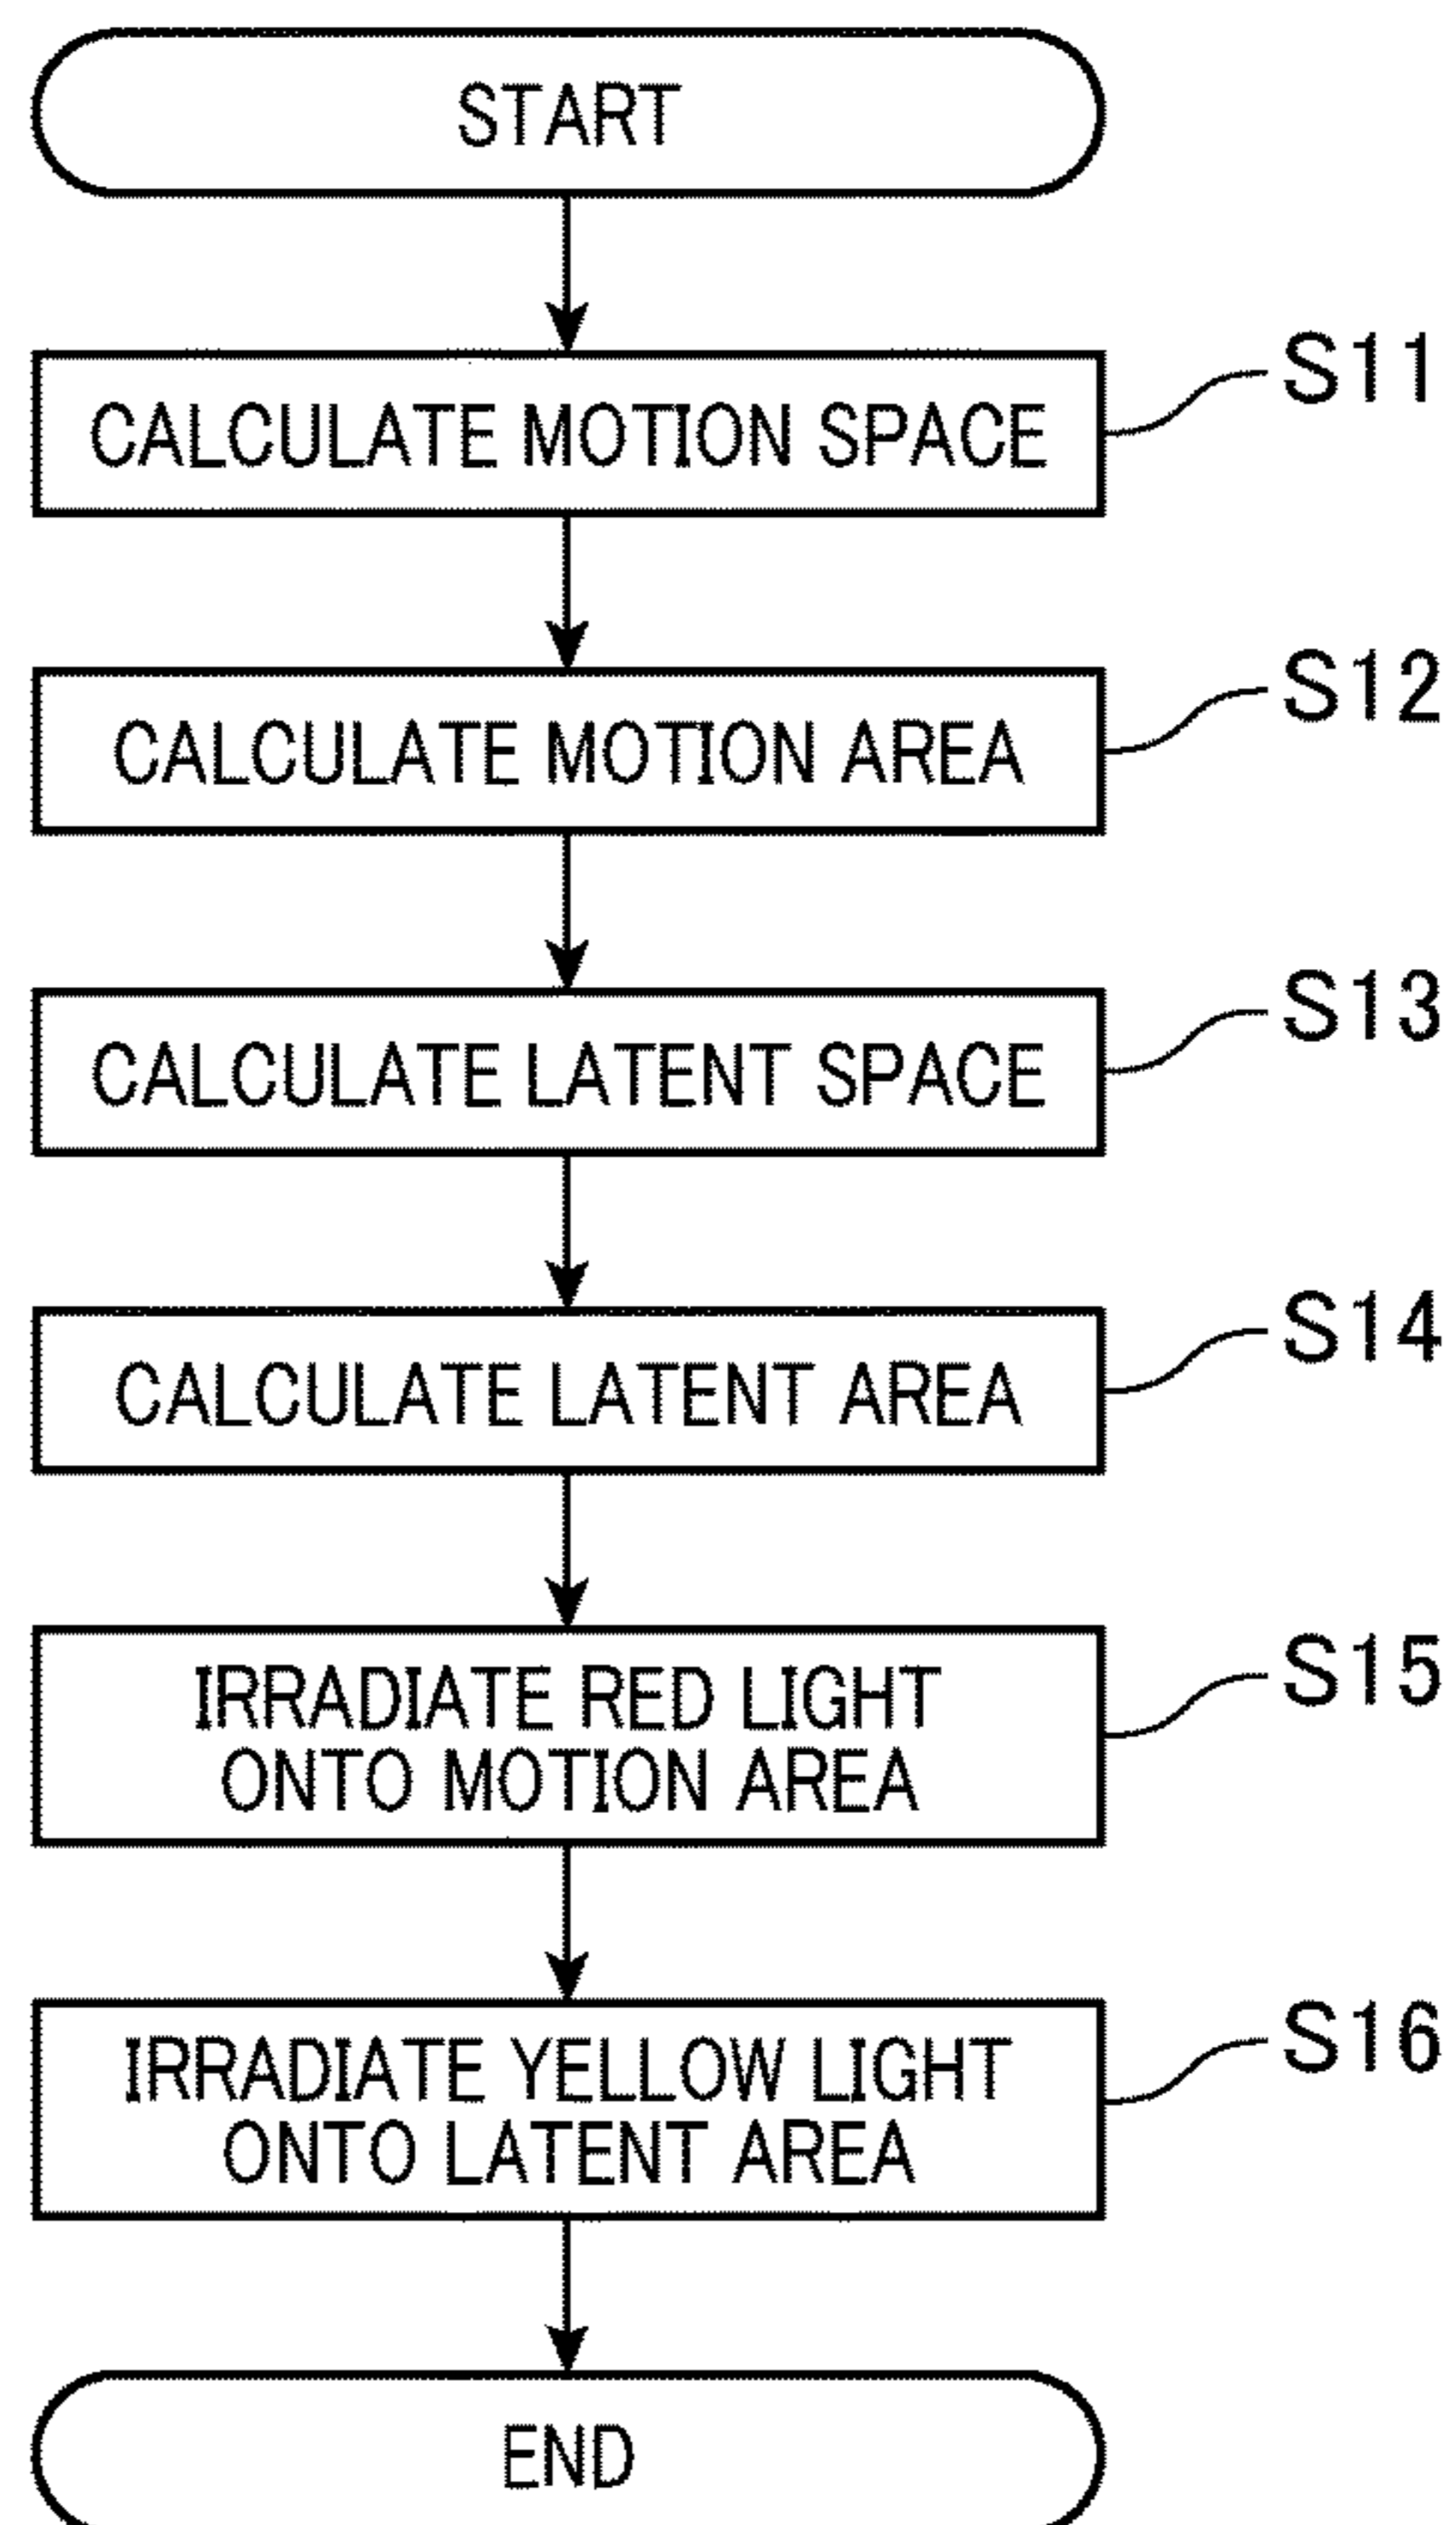 START
CALCULATE MOTION SPACE
S11
CALCULATE MOTION AREA
S12
CALCULATE LATENT SPACE
S13
CALCULATE LATENT AREA
S14
IRRADIATE RED LIGHT
ONTO MOTION AREA
S15
IRRADIATE YELLOW LIGHT
ONTO LATENT AREA
S16
END